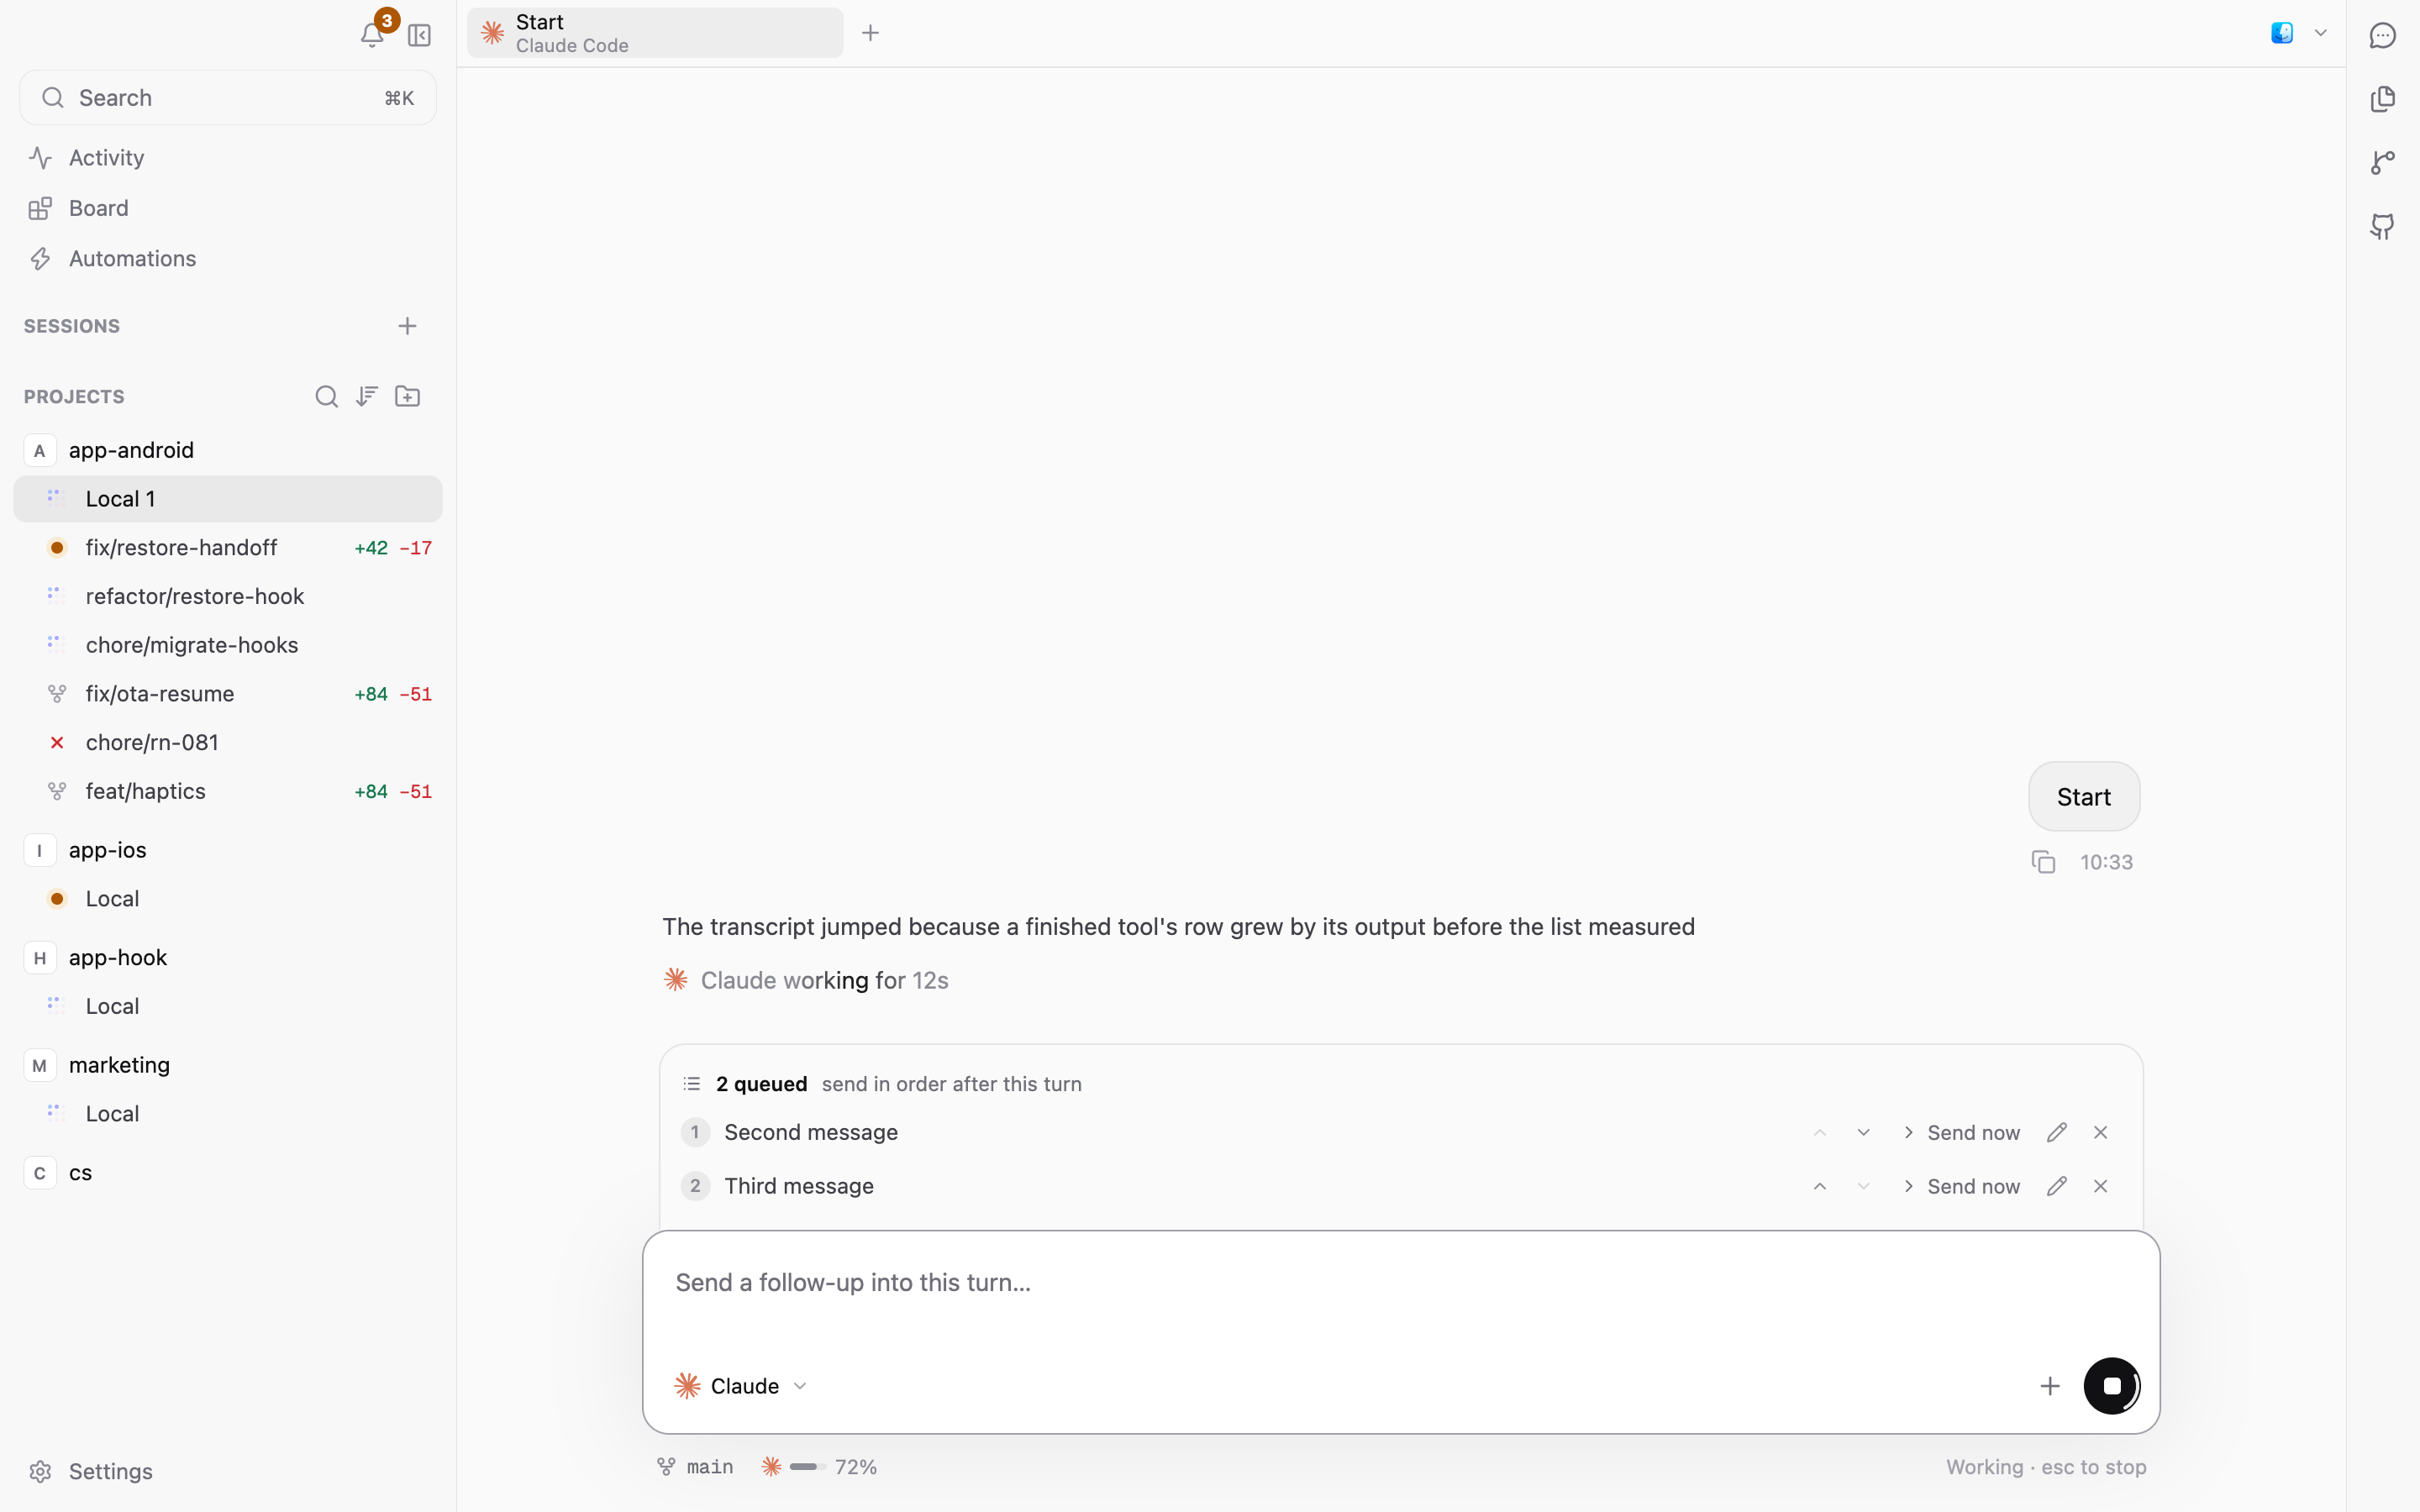 3
Search ⌘K
Activity
Board
Automations
SESSIONS
PROJECTS
A app-android
Local 1
fix/restore-handoff +42 −17
refactor/restore-hook
chore/migrate-hooks
fix/ota-resume +84 −51
chore/rn-081
feat/haptics +84 −51
I app-ios
Local
H app-hook
Local
M marketing
Local
C cs
Settings
Start
Claude Code
Start
10:33
The transcript jumped because a finished tool's row grew by its output before the list measured
Claude working for 12s
2 queued send in order after this turn
1 Second message Send now
2 Third message Send now
Send a follow-up into this turn...
Claude
main 72%
Working · esc to stop